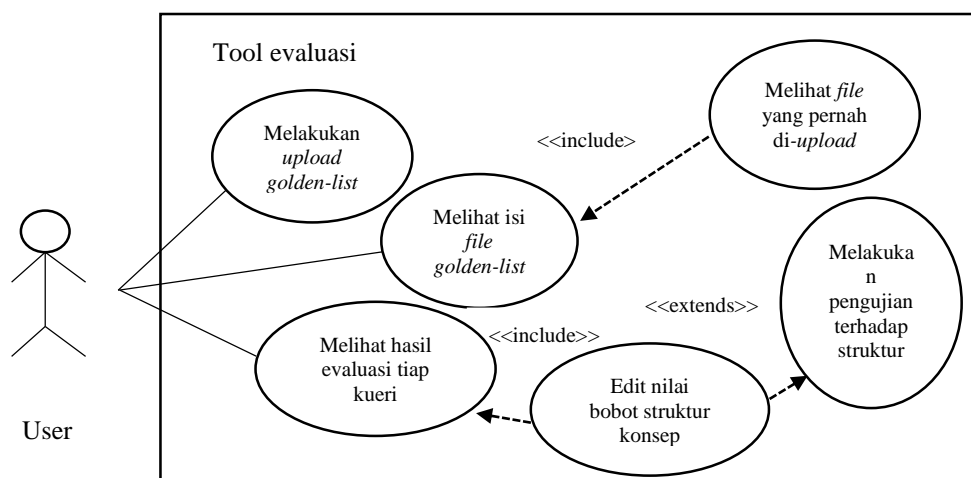 Tool evaluasi
Melihat file
yang pernah
di-upload
<<include>
Melakukan
upload
golden-list
Melihat isi
file
golden-list
Melakuka
n
pengujian
terhadap
struktur
<<extends>>
<<include>>
Melihat hasil
evaluasi tiap
kueri
Edit nilai
bobot struktur
konsep
User